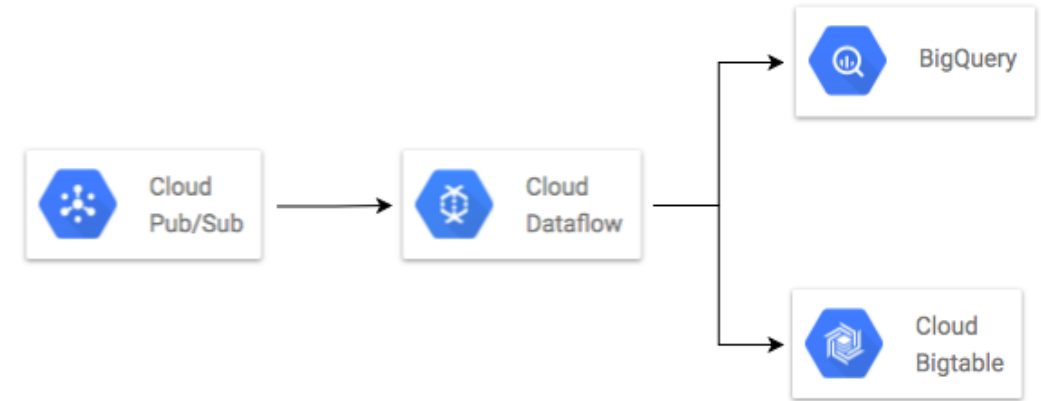 Cloud
Pub/Sub
Cloud
Dataflow
BigQuery
Cloud
Bigtable